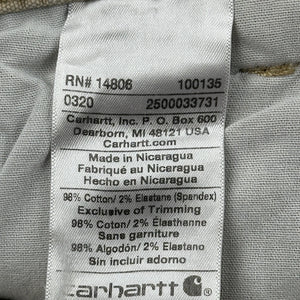 RN# 14806 100135
0320 2500033731
Carhartt, Inc. P. O. Box 600
Dearborn, MI 48121 USA
Carhartt.com
Made in Nicaragua
Fabriqué au Nicaragua
Hecho en Nicaragua
98% Cotton/ 2% Elastane (Spandex)
Exclusive of Trimming
98% Coton/ 2% Élasthanne
Sans garniture
98% Algodón/ 2% Elastano
Sin incluir adorno
carhartt